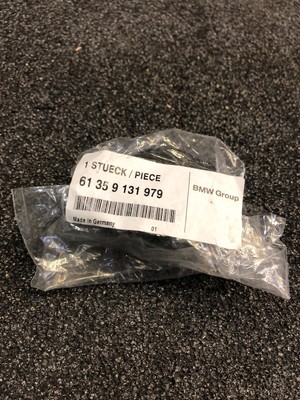 1 STUECK / PIECE
61 35 9 131 979
BMW Group
Made in Germany
01